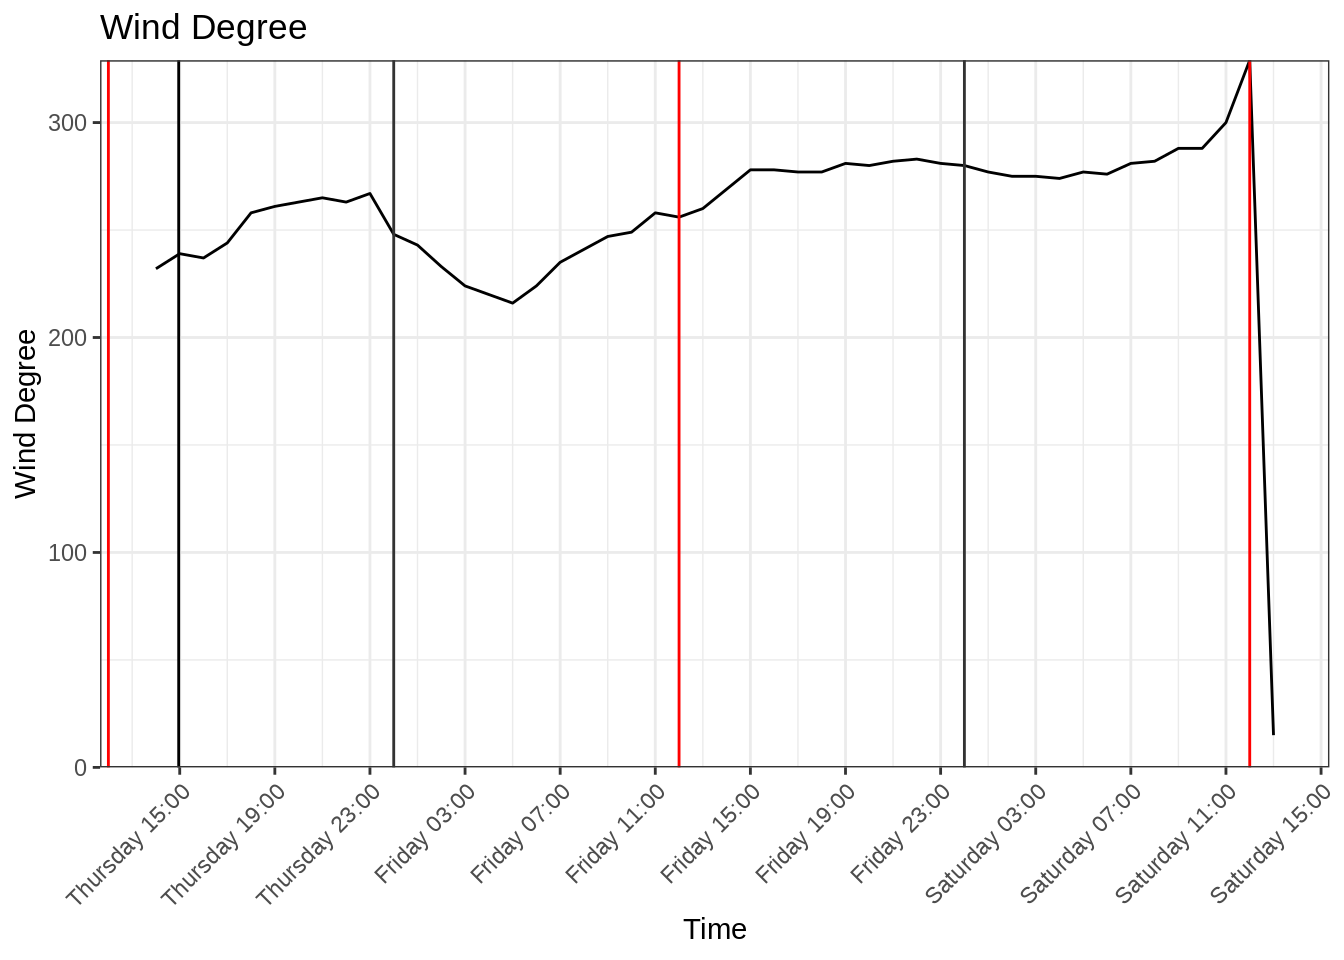 Wind Degree
Wind Degree
300
200
100
0
Thursday 15:00
Thursday 19:00
Thursday 23:00
Friday 03:00
Friday 07:00
Friday 11:00
Friday 15:00
Friday 19:00
Friday 23:00
Saturday 03:00
Saturday 07:00
Saturday 11:00
Saturday 15:00
Time